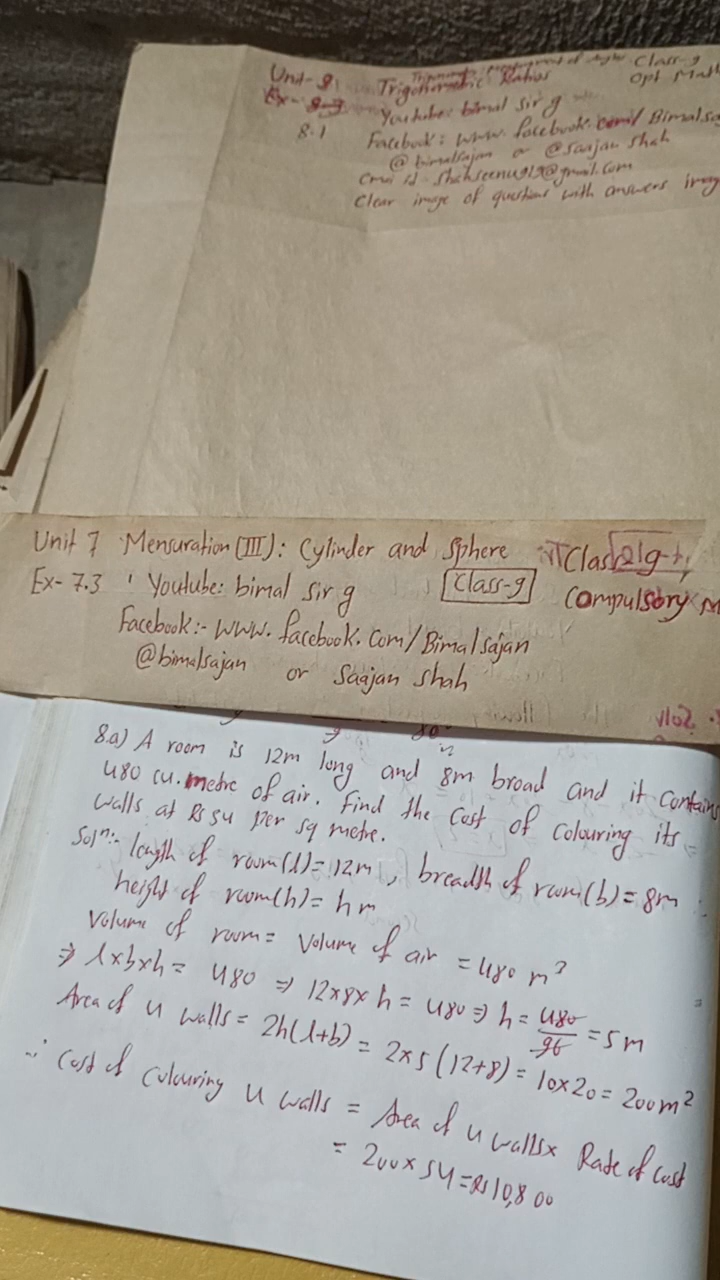 Unit-8 Trigonometric Ratios Class-9
Ex- 8.1 Youtube: bimal sir g Opt Math
Facebook: www.facebook.com/Bimalsa
@bimalsajan or @saajan shah
Clear image of questions with answers
Unit 7 Mensuration (III): Cylinder and Sphere Class
Ex- 7.3 Youtube: bimal sir g Class-9 Compulsory M
Facebook:- www.facebook.com/Bimalsajan
@bimalsajan or Saajan shah
Solv
8.a) A room is 12m long and 8m broad and it contains
480 cu.metre of air. Find the cost of colouring its
walls at Rs 54 per sq metre.
Solⁿ:- length of room(l)=12m, breadth of room(b)=8m
height of room(h)= h m
Volume of room= Volume of air =480 m³
⇒ l×b×h= 480 ⇒ 12×8×h = 480 ⇒ h = 480/96 = 5m
Area of 4 walls = 2h(l+b) = 2×5(12+8) = 10×20 = 200m²
∴ Cost of colouring 4 walls = Area of 4 walls× Rate of cost
= 200×54=Rs10,800